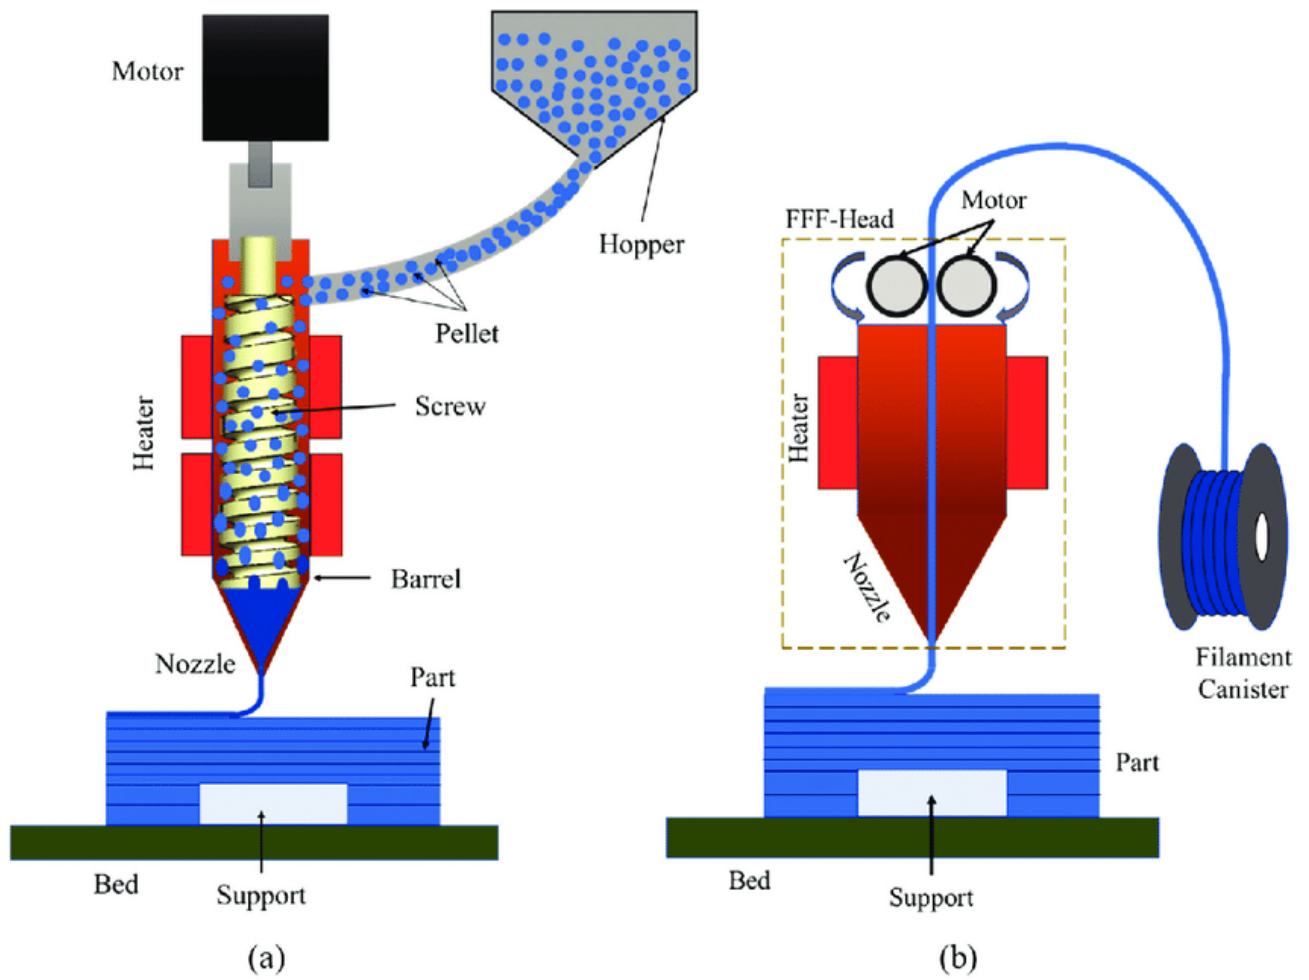 Motor
Hopper
Pellet
Screw
Heater
Barrel
Nozzle
Part
Bed
Support
(a)
FFF-Head
Motor
Heater
Nozzle
Filament
Canister
Part
Bed
Support
(b)